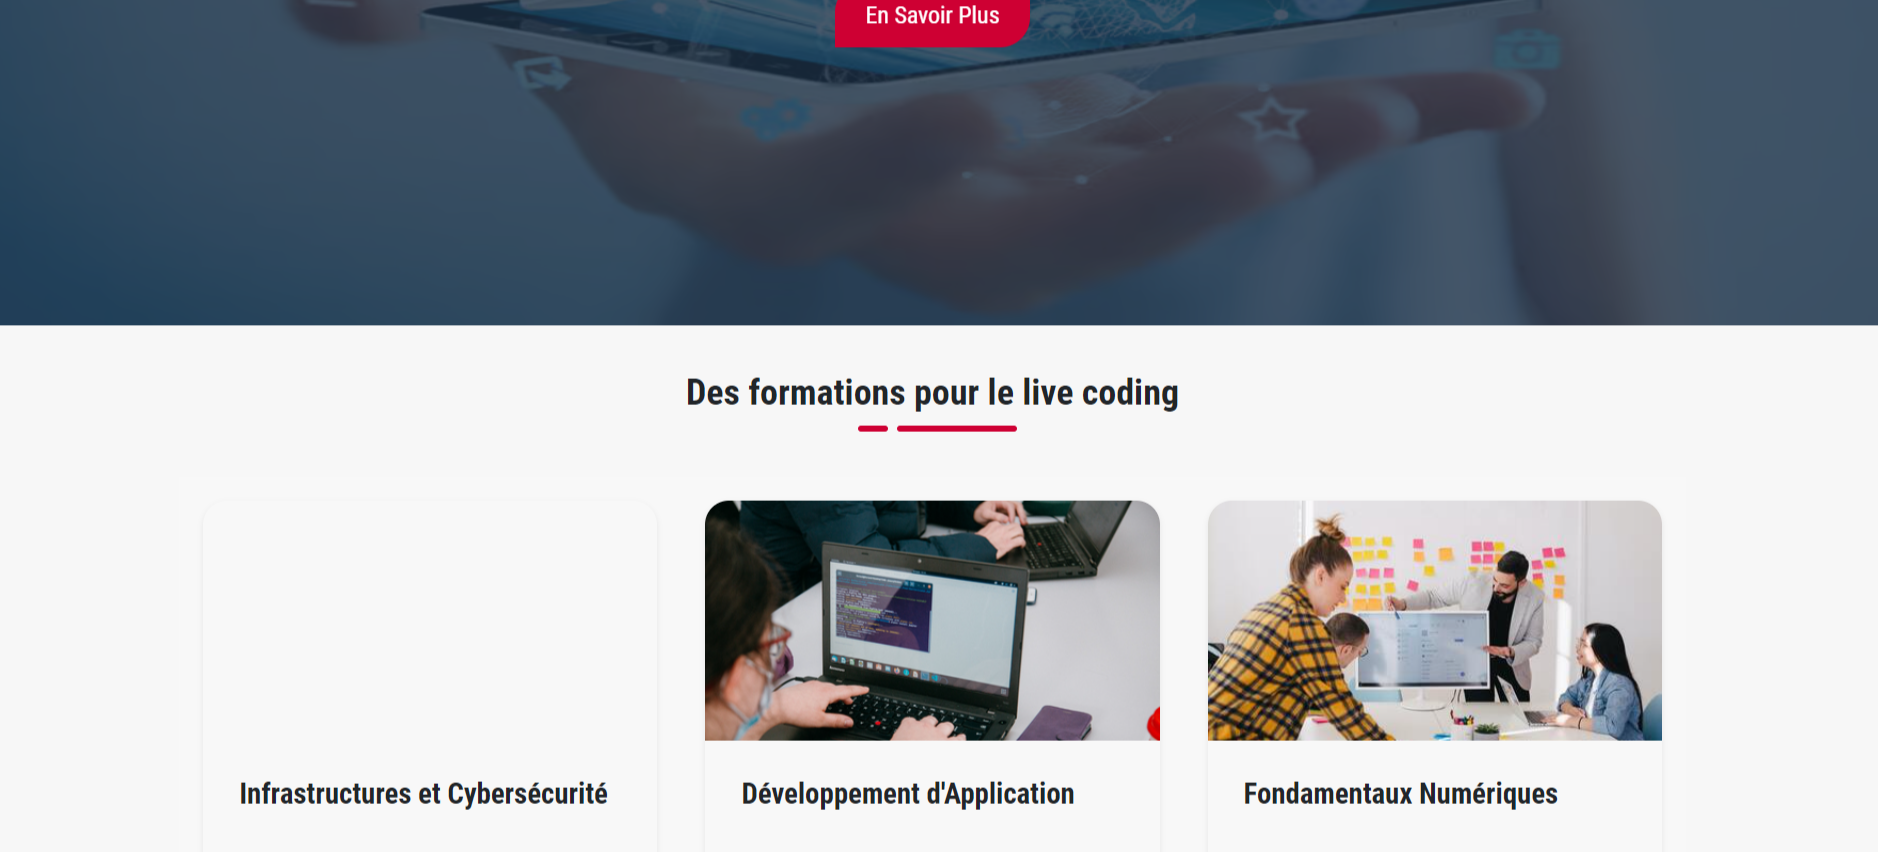 En Savoir Plus
Des formations pour le live coding
Infrastructures et Cybersécurité
Développement d'Application
Fondamentaux Numériques